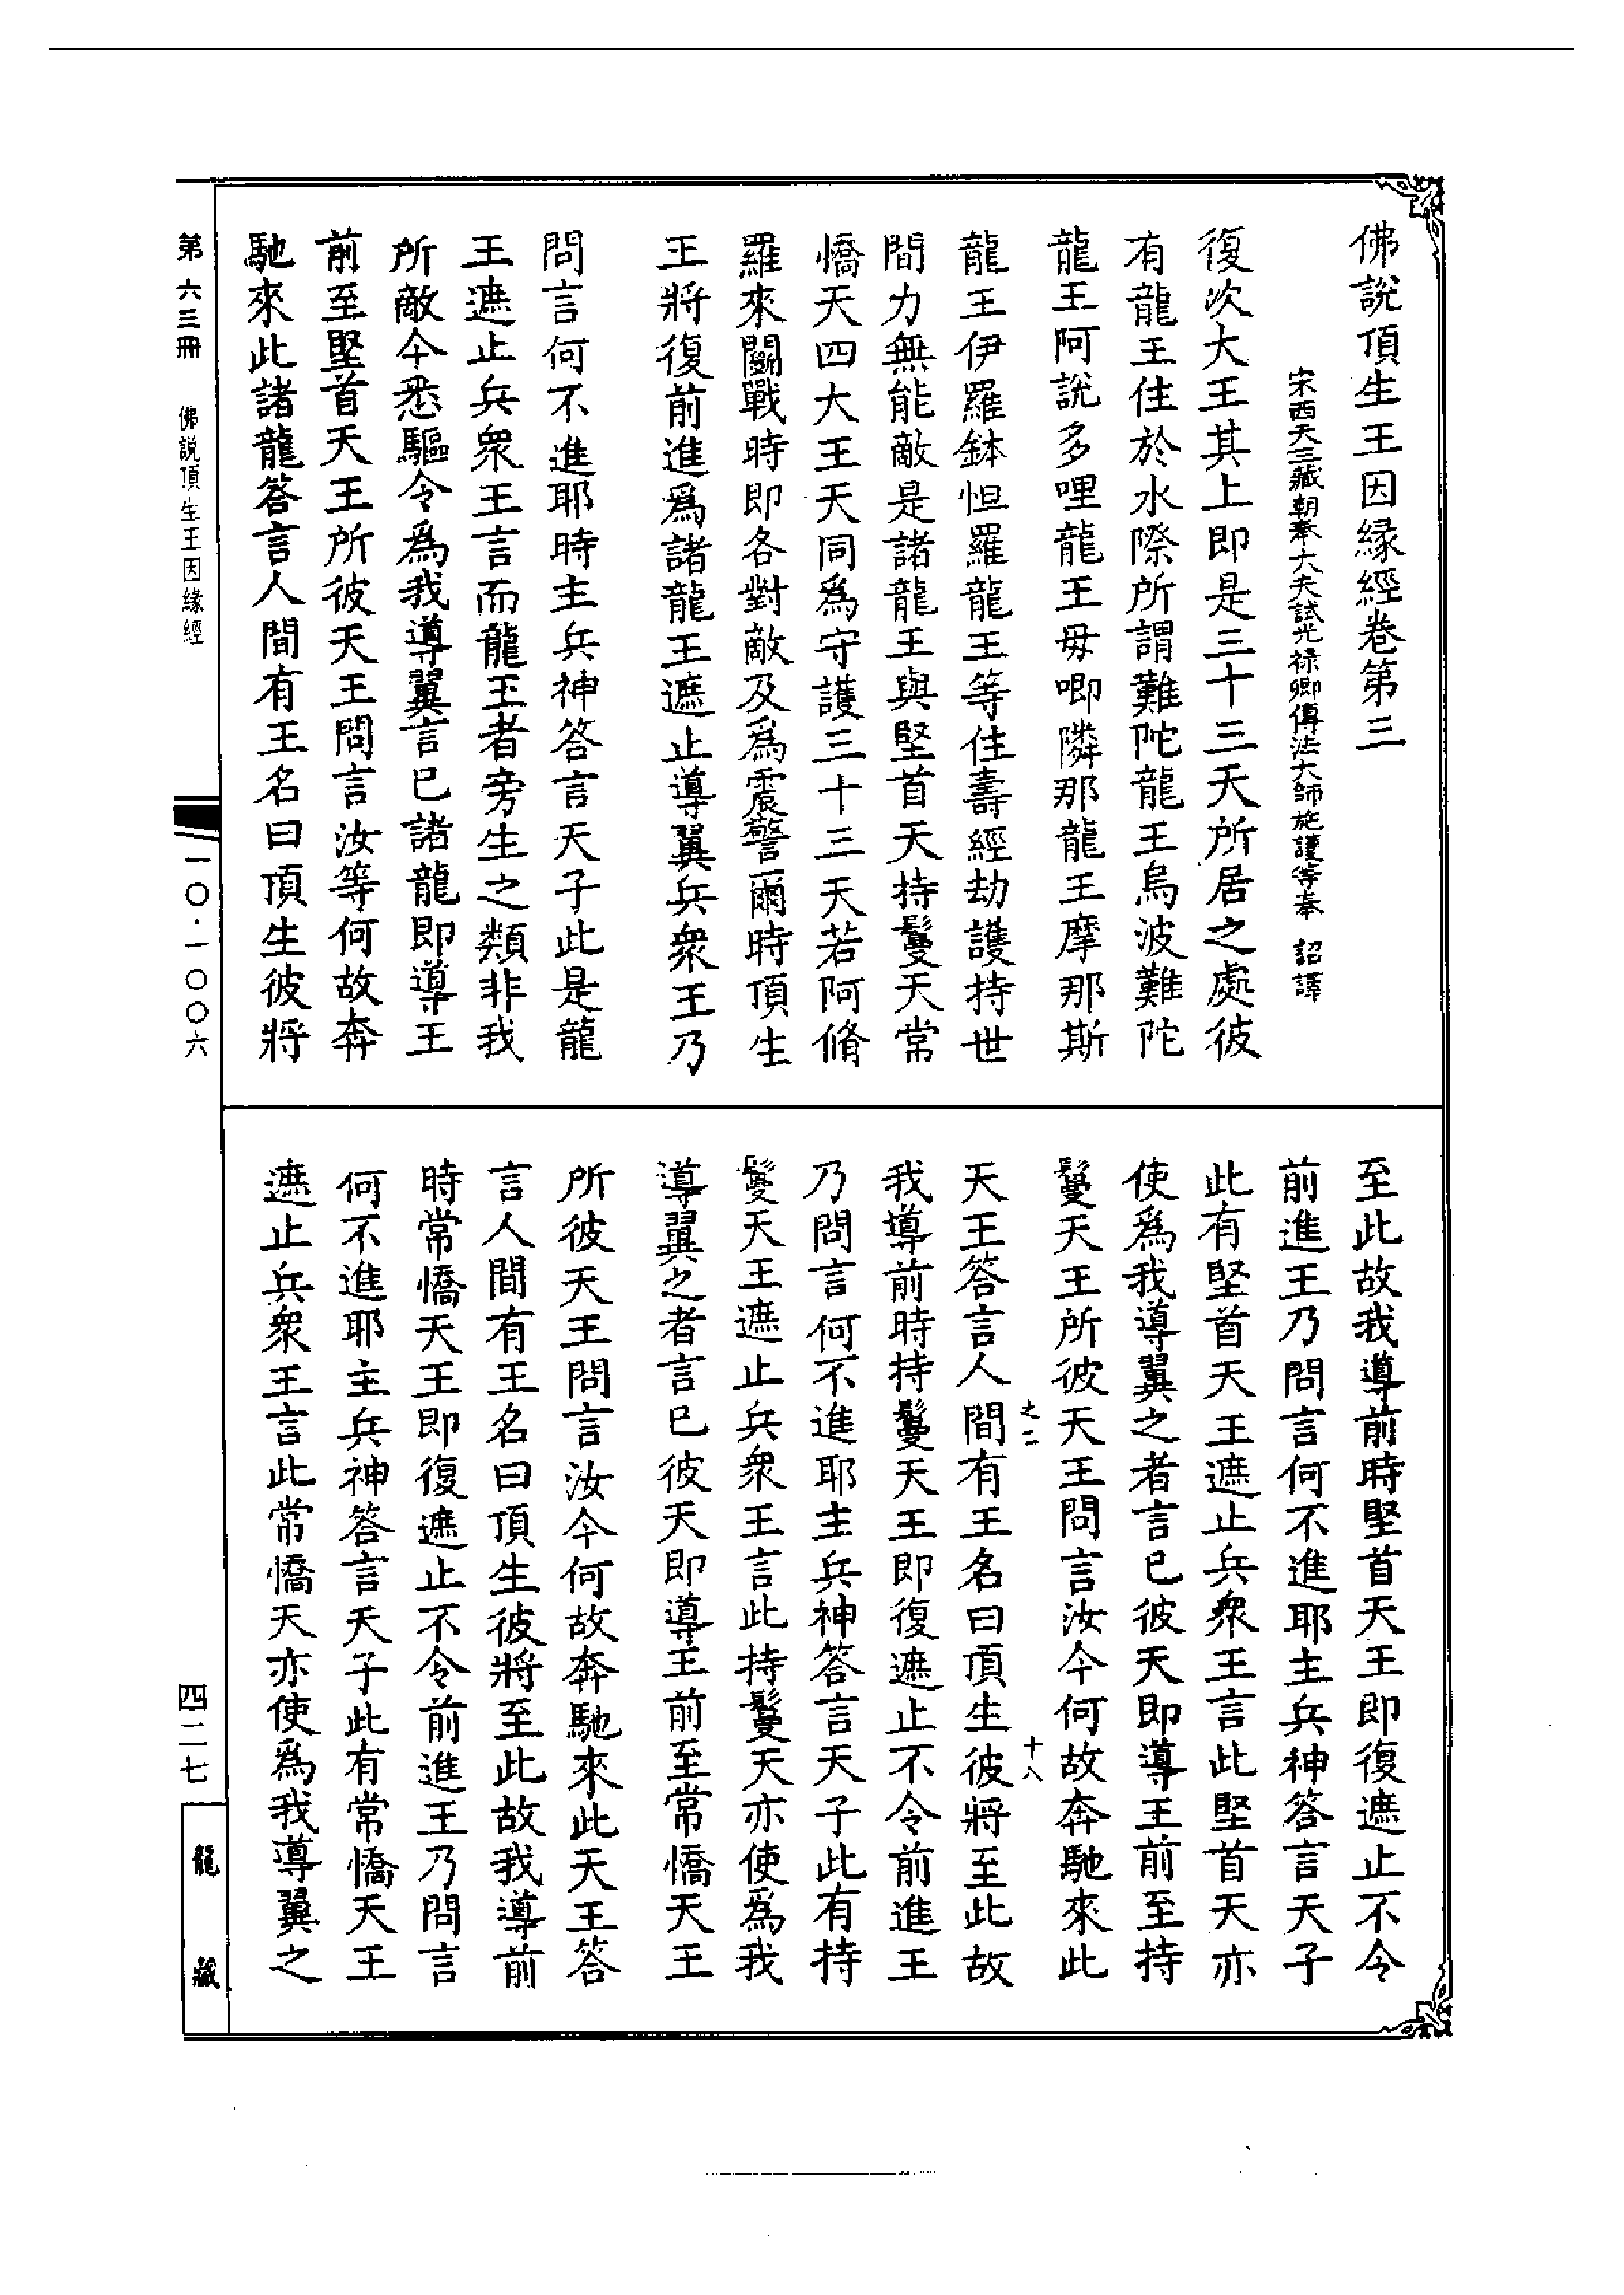 佛說頂生王因緣經卷第三
宋西天三藏朝奉大夫試光祿卿傳法大師施護等奉 詔譯
復次大王其上即是三十三天所居之處彼
有龍王住於水際所謂難陀龍王烏波難陀
龍王阿說多哩龍王毋唧隣那龍王摩那斯
龍王伊羅鉢怛羅龍王等住壽經劫護持世
間力無能敵是諸龍王與堅首天持鬘天常
憍天四大王天同為守護三十三天若阿脩
羅來鬭戰時即各對敵及為震警爾時頂生
王將復前進為諸龍王遮止導翼兵衆王乃
問言何不進耶時主兵神答言天子此是龍
王遮止兵衆王言而龍王者旁生之類非我
所敵今悉驅令為我導翼言已諸龍即導王
前至堅首天王所彼天王問言汝等何故奔
馳來此諸龍答言人間有王名曰頂生彼將
至此故我導前時堅首天王即復遮止不令
前進王乃問言何不進耶主兵神答言天子
此有堅首天王遮止兵衆王言此堅首天亦
使為我導翼之者言已彼天即導王前至持
鬘天王所彼天王問言汝今何故奔馳來此
之二 十八
天王答言人間有王名曰頂生彼將至此故
我導前時持鬘天王即復遮止不令前進王
乃問言何不進耶主兵神答言天子此有持
鬘天王遮止兵衆王言此持鬘天亦使為我
導翼之者言已彼天即導王前至常憍天王
所彼天王問言汝今何故奔馳來此天王答
言人間有王名曰頂生彼將至此故我導前
時常憍天王即復遮止不令前進王乃問言
何不進耶主兵神答言天子此有常憍天王
遮止兵衆王言此常憍天亦使為我導翼之
第六三冊 佛說頂生王因緣經
一〇·一〇〇六
四二七
龍藏